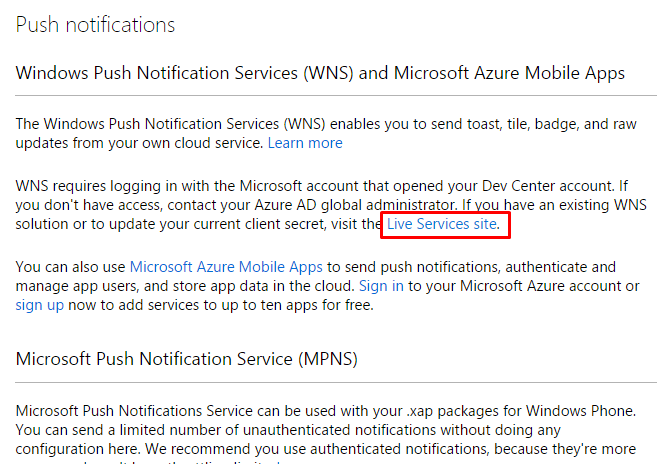 Push notifications
Windows Push Notification Services (WNS) and Microsoft Azure Mobile Apps
The Windows Push Notification Services (WNS) enables you to send toast, tile, badge, and raw
updates from your own cloud service. Learn more
WNS requires logging in with the Microsoft account that opened your Dev Center account. If
you don't have access, contact your Azure AD global administrator. If you have an existing WNS
solution or to update your current client secret, visit the Live Services site.
You can also use Microsoft Azure Mobile Apps to send push notifications, authenticate and
manage app users, and store app data in the cloud. Sign in to your Microsoft Azure account or
sign up now to add services to up to ten apps for free.
Microsoft Push Notification Service (MPNS)
Microsoft Push Notifications Service can be used with your .xap packages for Windows Phone.
You can send a limited number of unauthenticated notifications without doing any
configuration here. We recommend you use authenticated notifications, because they're more